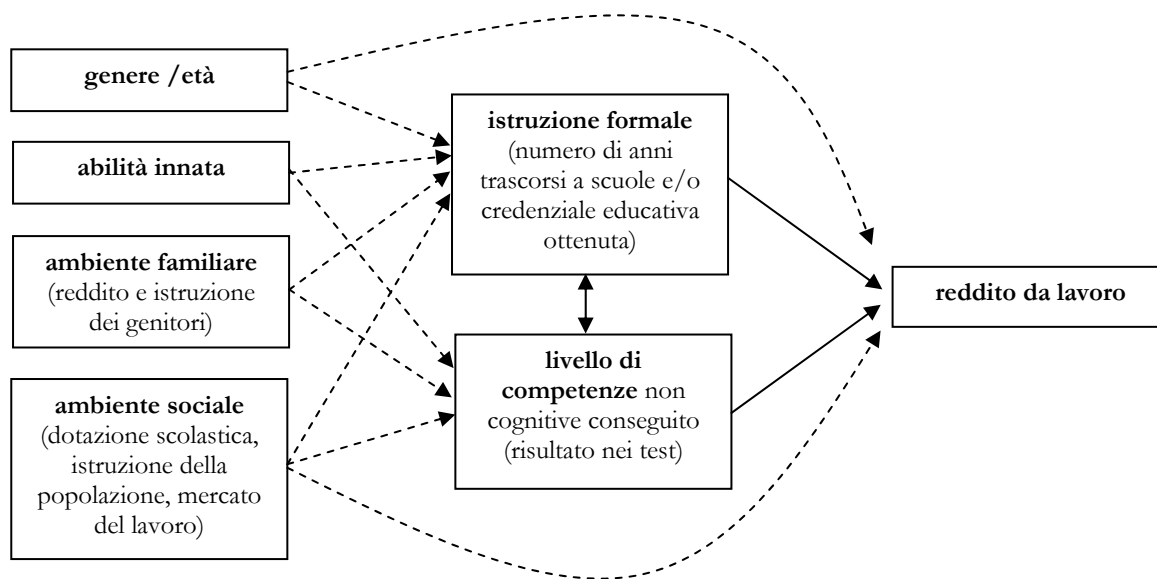 genere /età
abilità innata
ambiente familiare
(reddito e istruzione
dei genitori)
ambiente sociale
(dotazione scolastica,
istruzione della
popolazione, mercato
del lavoro)
istruzione formale
(numero di anni
trascorsi a scuole e/o
credenziale educativa
ottenuta)
livello di
competenze non
cognitive conseguito
(risultato nei test)
reddito da lavoro